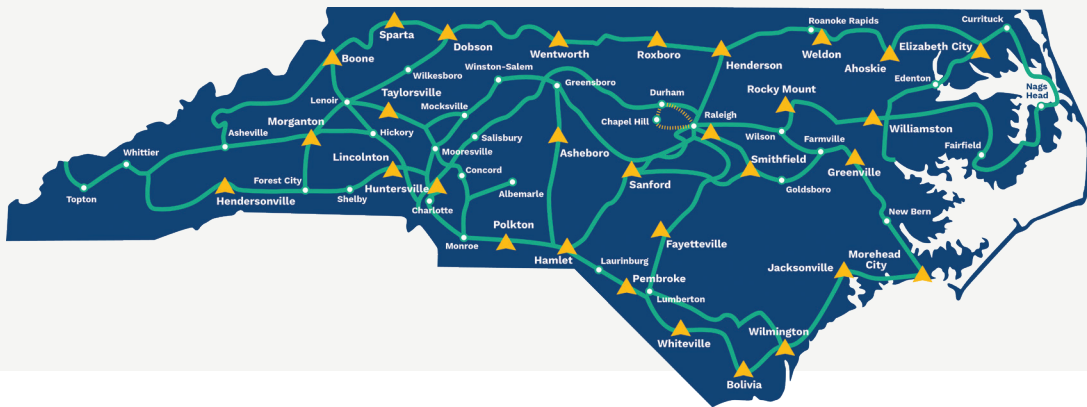 Sparta
Dobson
Wentworth
Roxboro
Henderson
Roanoke Rapids
Weldon
Ahoskie
Elizabeth City
Currituck
Boone
Wilkesboro
Winston-Salem
Greensboro
Durham
Chapel Hill
Raleigh
Rocky Mount
Edenton
Nags
Head
Lenoir
Taylorsville
Mocksville
Morganton
Asheville
Hickory
Salisbury
Mooresville
Asheboro
Wilson
Farmville
Williamston
Fairfield
Whittier
Lincolnton
Concord
Smithfield
Greenville
Topton
Forest City
Hendersonville
Shelby
Huntersville
Charlotte
Albemarle
Sanford
Goldsboro
New Bern
Monroe
Polkton
Hamlet
Fayetteville
Laurinburg
Pembroke
Lumberton
Jacksonville
Morehead
City
Whiteville
Wilmington
Bolivia